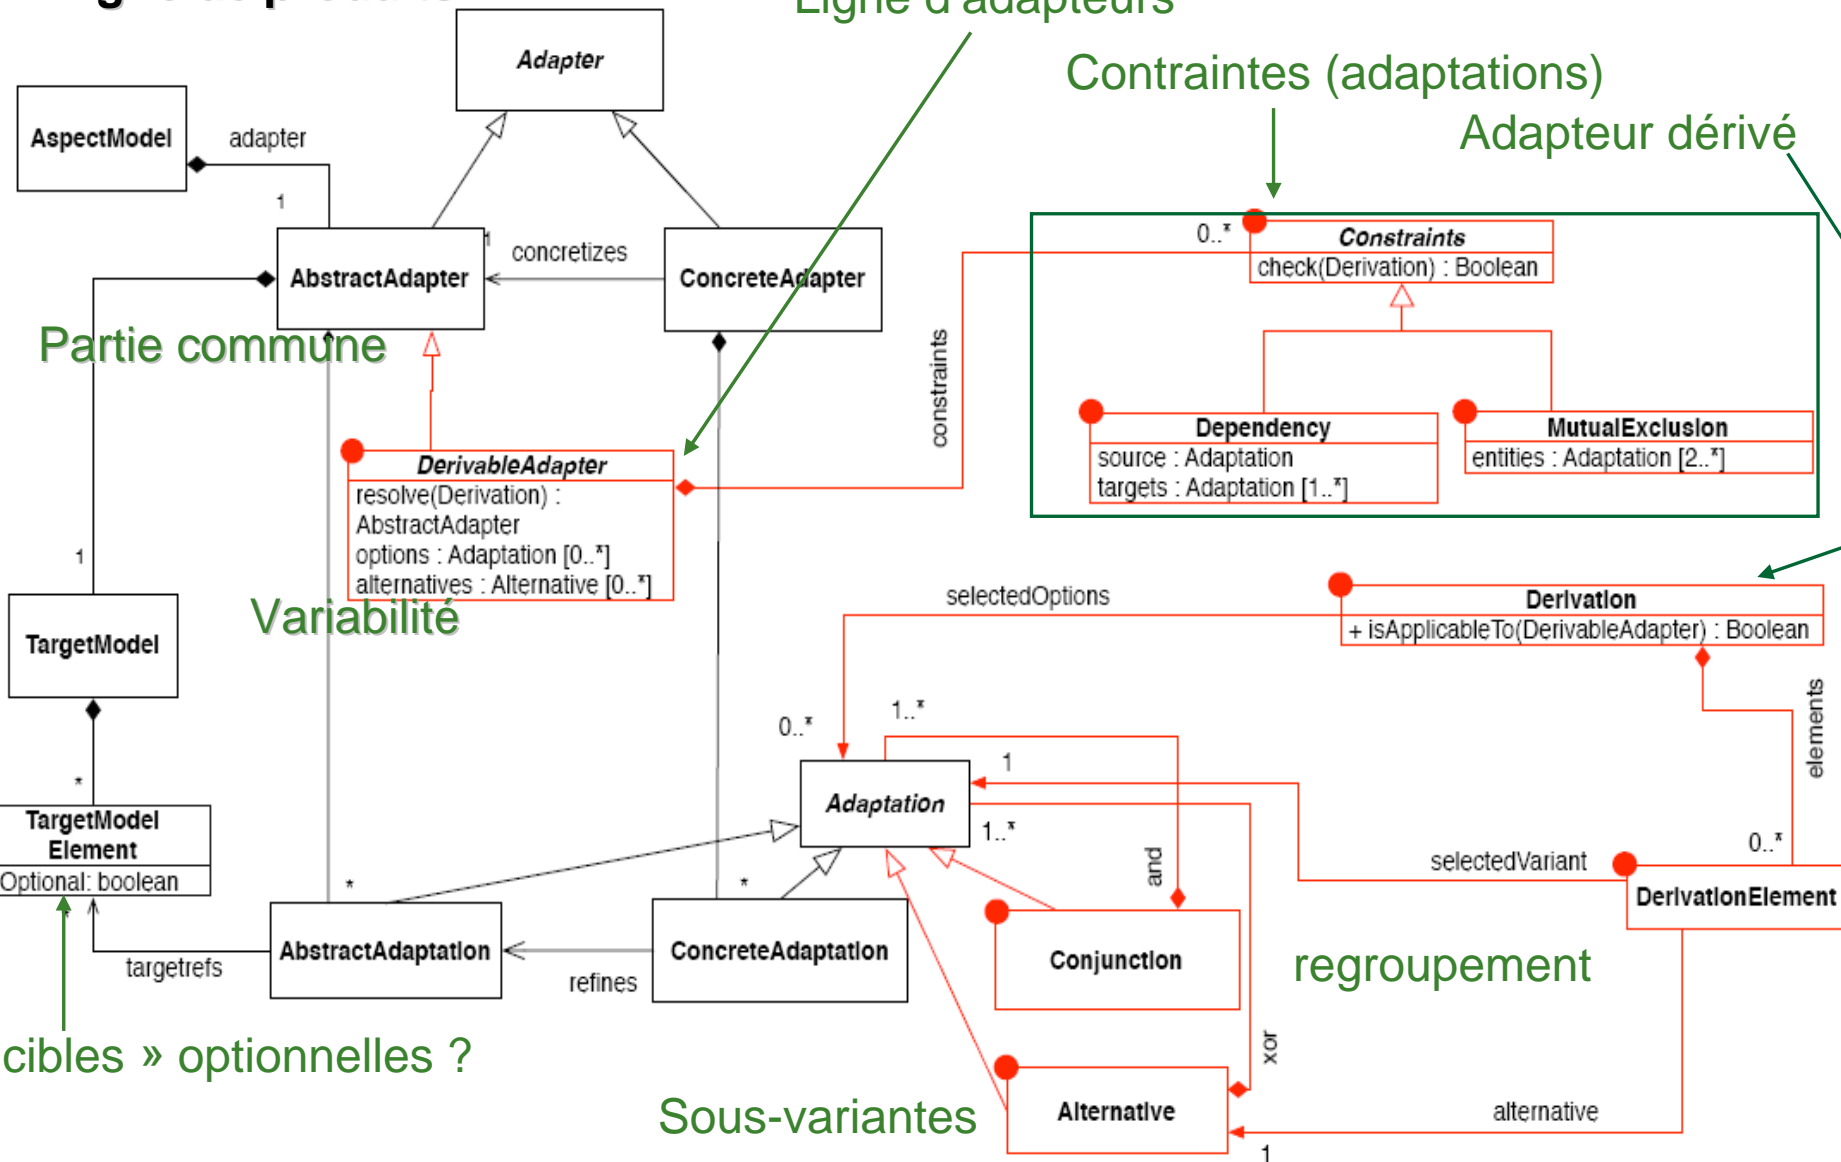 Ligne d'adapteurs
Adapter
Contraintes (adaptations)
AspectModel
adapter
Adapteur dérivé
1
0..*
Constraints
check(Derivation) : Boolean
1
concretizes
AbstractAdapter
ConcreteAdapter
Partie commune
constraints
Dependency
source : Adaptation
targets : Adaptation [1..*]
MutualExclusion
entities : Adaptation [2..*]
DerivableAdapter
resolve(Derivation) :
AbstractAdapter
options : Adaptation [0..*]
alternatives : Alternative [0..*]
1
Variabilité
selectedOptions
Derivation
+ isApplicableTo(DerivableAdapter) : Boolean
TargetModel
elements
0..*
1..*
*
1
Adaptation
1..*
TargetModel
Element
Optional: boolean
and
0..*
selectedVariant
DerivationElement
*
*
*
AbstractAdaptation
ConcreteAdaptation
Conjunction
regroupement
targetrefs
refines
cibles » optionnelles ?
xor
Sous-variantes
Alternative
alternative
1